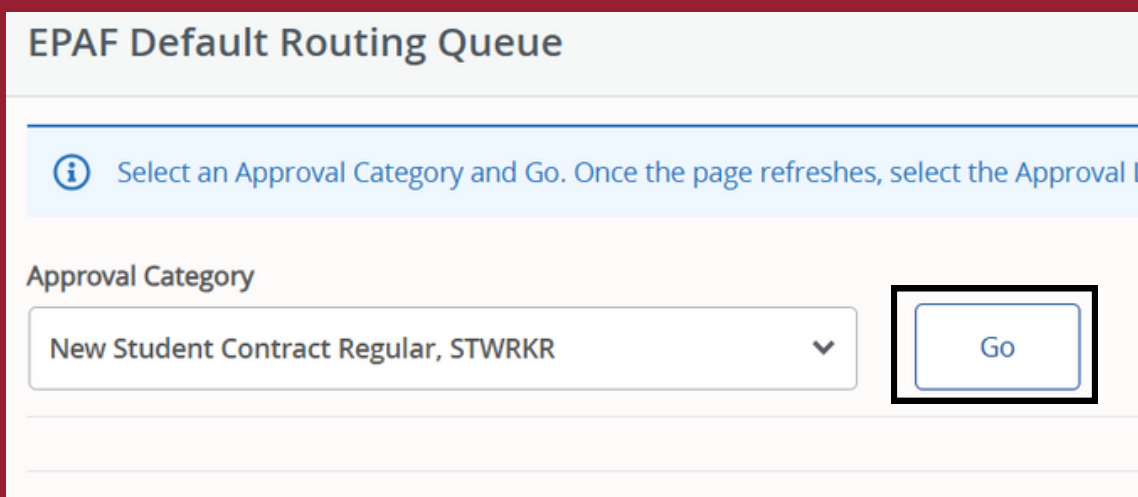 EPAF Default Routing Queue
Select an Approval Category and Go. Once the page refreshes, select the Approval
Approval Category
New Student Contract Regular, STWRKR
Go